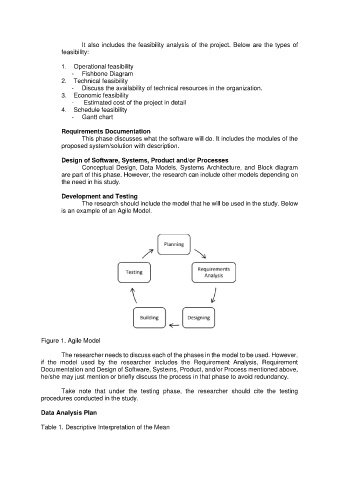 It also includes the feasibility analysis of the project. Below are the types of
feasibility:
1. Operational feasibility
- Fishbone Diagram
2. Technical feasibility
- Discuss the availability of technical resources in the organization.
3. Economic feasibility
- Estimated cost of the project in detail
4. Schedule feasibility
- Gantt chart
Requirements Documentation
This phase discusses what the software will do. It includes the modules of the
proposed system/solution with description.
Design of Software, Systems, Product and/or Processes
Conceptual Design, Data Models, Systems Architecture, and Block diagram
are part of this phase. However, the research can include other models depending on
the need in his study.
Development and Testing
The research should include the model that he will be used in the study. Below
is an example of an Agile Model.
Planning
Requirements
Analysis
Designing
Building
Testing
Figure 1. Agile Model
The researcher needs to discuss each of the phases in the model to be used. However,
if the model used by the researcher includes the Requirement Analysis, Requirement
Documentation and Design of Software, Systems, Product, and/or Process mentioned above,
he/she may just mention or briefly discuss the process in that phase to avoid redundancy.
Take note that under the testing phase, the researcher should cite the testing
procedures conducted in the study.
Data Analysis Plan
Table 1. Descriptive Interpretation of the Mean